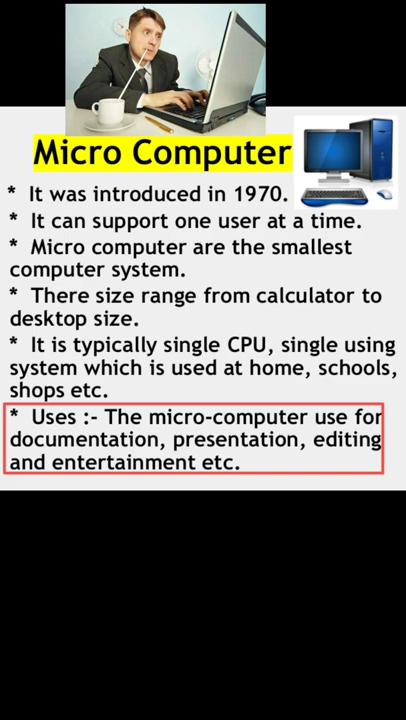 Micro Computer
* It was introduced in 1970.
* It can support one user at a time.
* Micro computer are the smallest
computer system.
* There size range from calculator to
desktop size.
* It is typically single CPU, single using
system which is used at home, schools,
shops etc.
* Uses :- The micro-computer use for
documentation, presentation, editing
and entertainment etc.